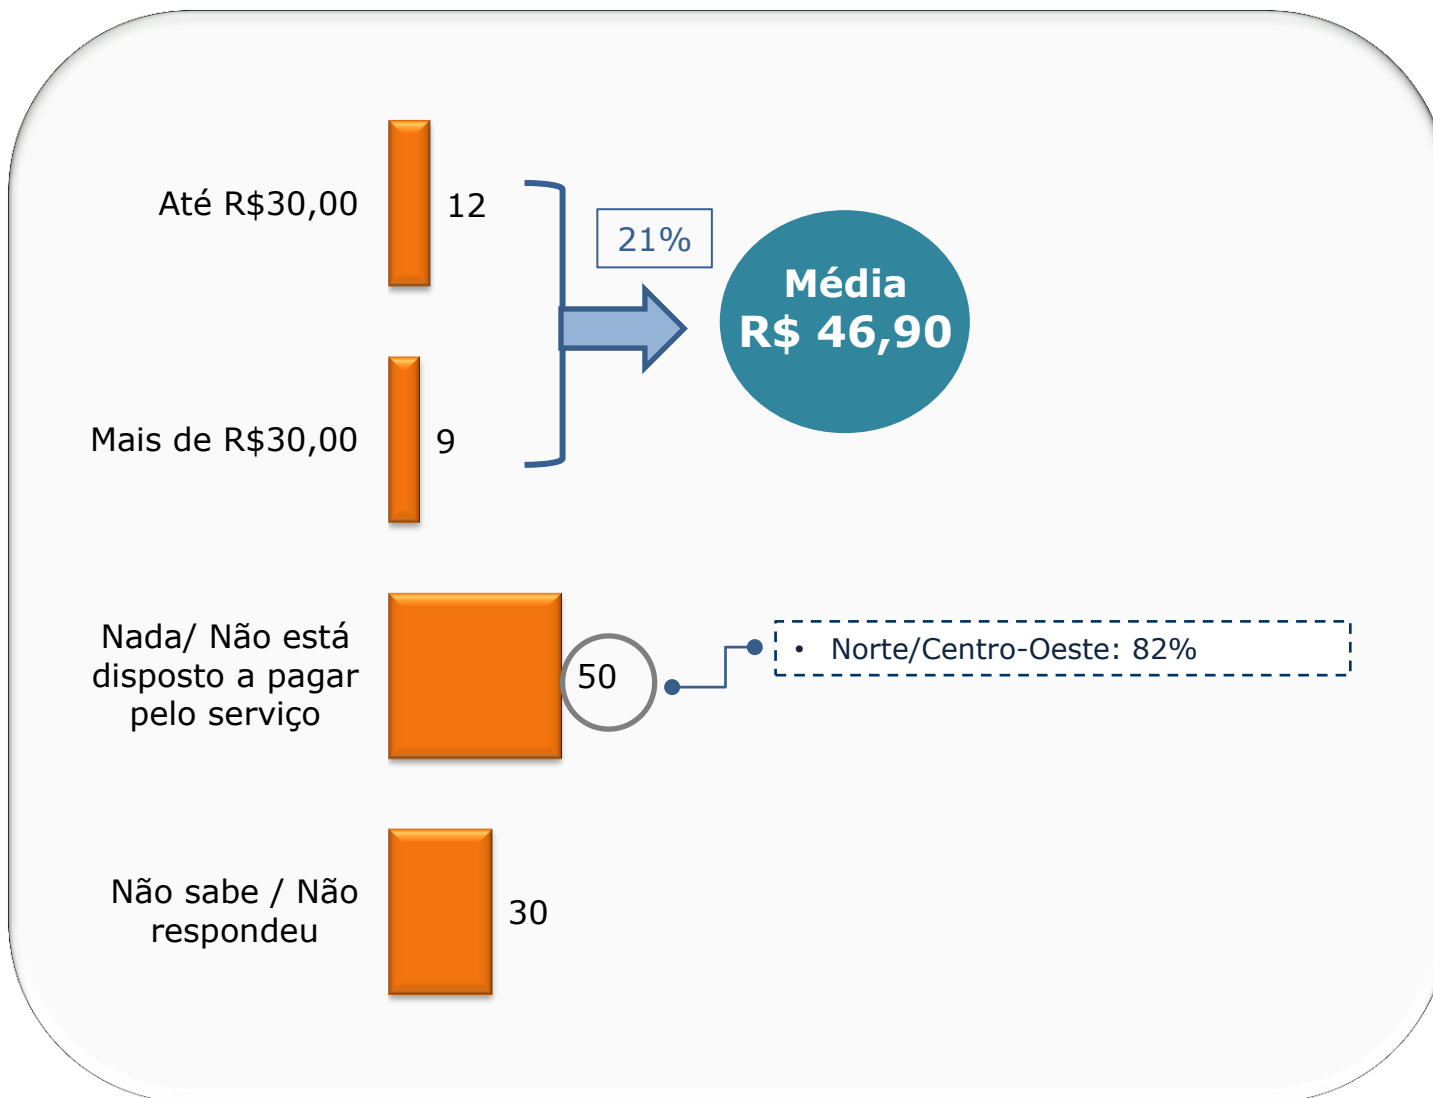 Até R$30,00
12
21%
Média
R$ 46,90
Mais de R$30,00
9
Nada/ Não está
disposto a pagar
pelo serviço
50
• Norte/Centro-Oeste: 82%
Não sabe / Não
respondeu
30